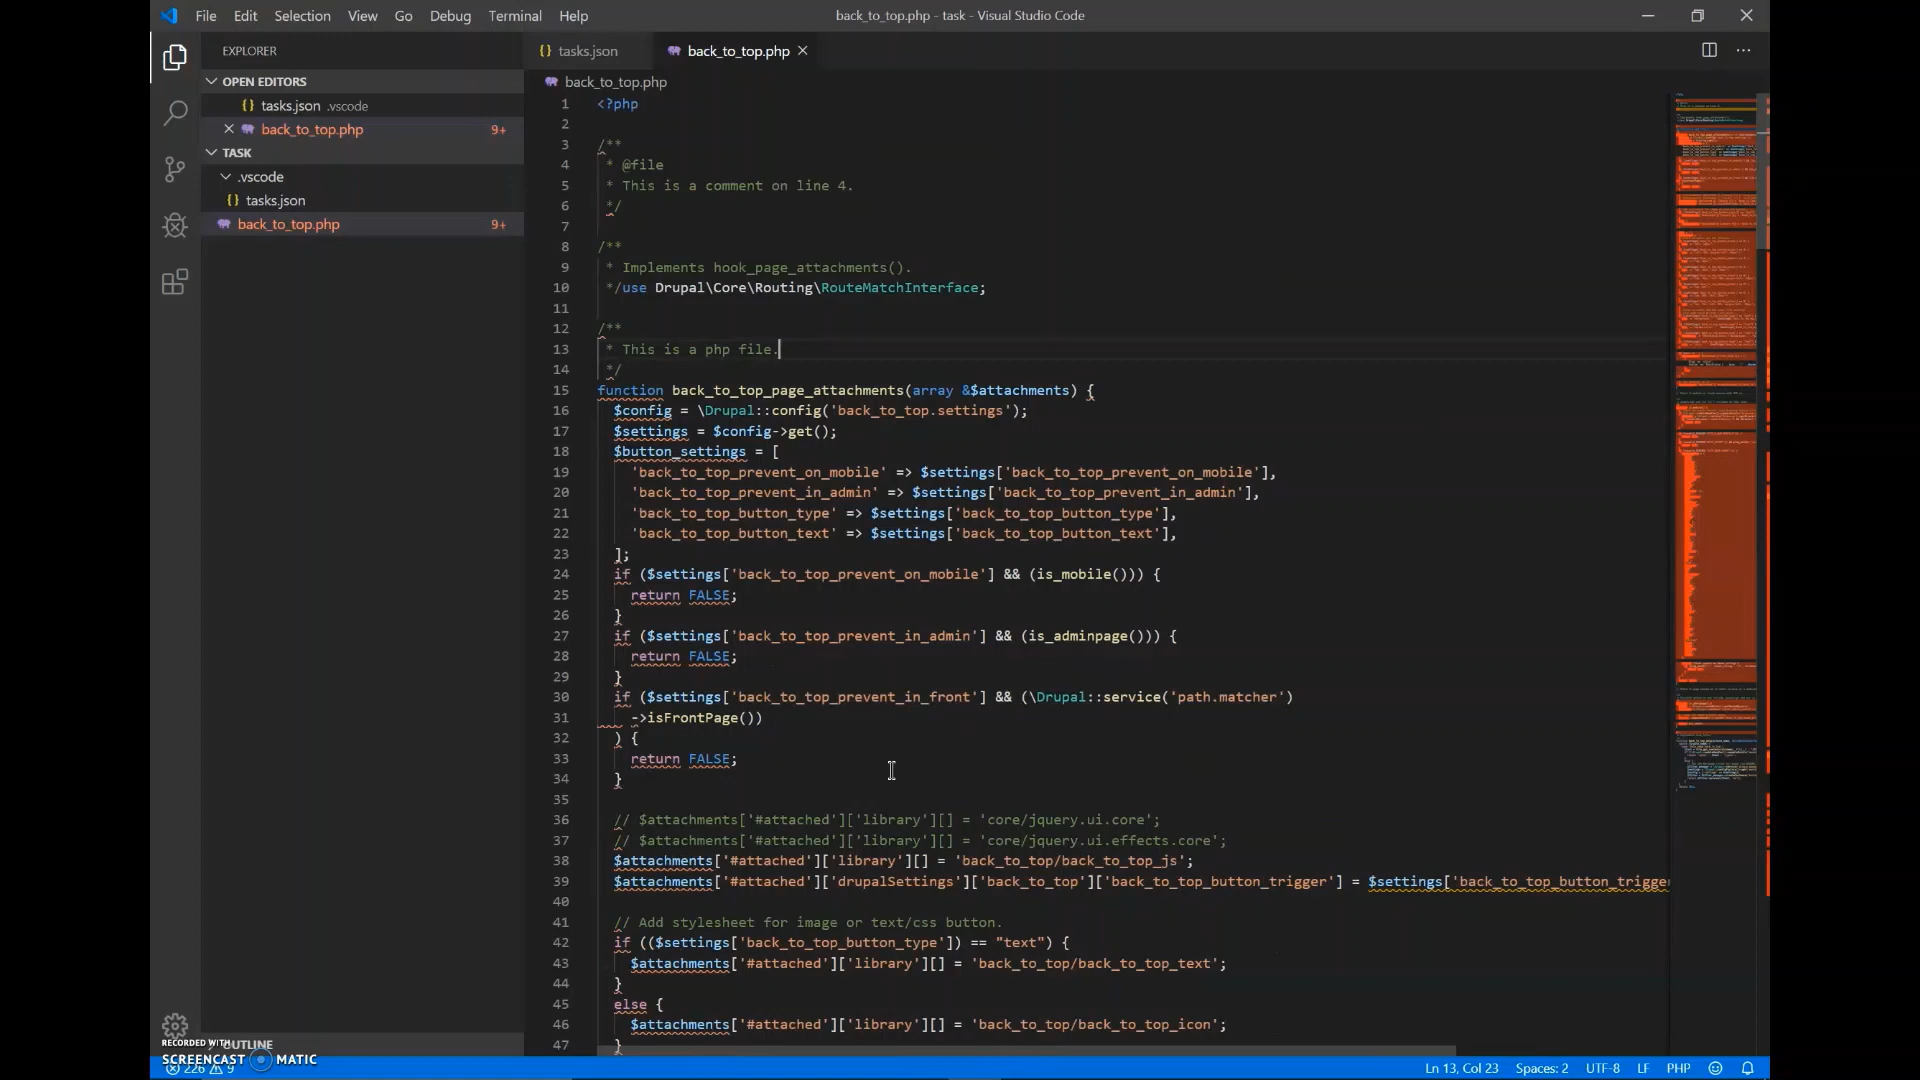 File Edit Selection View Go Debug Terminal Help
back_to_top.php - task - Visual Studio Code
EXPLORER
OPEN EDITORS
tasks.json .vscode
back_to_top.php 9+
TASK
.vscode
tasks.json
back_to_top.php 9+
tasks.json
back_to_top.php
back_to_top.php
1 <?php
2
3 /**
4 * @file
5 * This is a comment on line 4.
6 */
7
8 /**
9 * Implements hook_page_attachments().
10 */use Drupal\Core\Routing\RouteMatchInterface;
11
12 /**
13 * This is a php file.
14 */
15 function back_to_top_page_attachments(array &$attachments) {
16 $config = \Drupal::config('back_to_top.settings');
17 $settings = $config->get();
18 $button_settings = [
19 'back_to_top_prevent_on_mobile' => $settings['back_to_top_prevent_on_mobile'],
20 'back_to_top_prevent_in_admin' => $settings['back_to_top_prevent_in_admin'],
21 'back_to_top_button_type' => $settings['back_to_top_button_type'],
22 'back_to_top_button_text' => $settings['back_to_top_button_text'],
23 ];
24 if ($settings['back_to_top_prevent_on_mobile'] && (is_mobile())) {
25 return FALSE;
26 }
27 if ($settings['back_to_top_prevent_in_admin'] && (is_adminpage())) {
28 return FALSE;
29 }
30 if ($settings['back_to_top_prevent_in_front'] && (\Drupal::service('path.matcher')
31 ->isFrontPage())
32 ) {
33 return FALSE;
34 }
35
36 // $attachments['#attached']['library'][] = 'core/jquery.ui.core';
37 // $attachments['#attached']['library'][] = 'core/jquery.ui.effects.core';
38 $attachments['#attached']['library'][] = 'back_to_top/back_to_top_js';
39 $attachments['#attached']['drupalSettings']['back_to_top']['back_to_top_button_trigger'] = $settings['back_to_top_button_trigger
40
41 // Add stylesheet for image or text/css button.
42 if (($settings['back_to_top_button_type']) == "text") {
43 $attachments['#attached']['library'][] = 'back_to_top/back_to_top_text';
44 }
45 else {
46 $attachments['#attached']['library'][] = 'back_to_top/back_to_top_icon';
47 }
OUTLINE
RECORDED WITH
SCREENCAST MATIC
226 9
Ln 13, Col 23 Spaces: 2 UTF-8 LF PHP